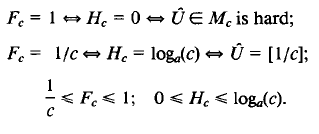 F_c = 1 ⇔ H_c = 0 ⇔ Û ∈ M_c is hard;
F_c = 1/c ⇔ H_c = log_a(c) ⇔ Û = [1/c];
1/c ⩽ F_c ⩽ 1; 0 ⩽ H_c ⩽ log_a(c).